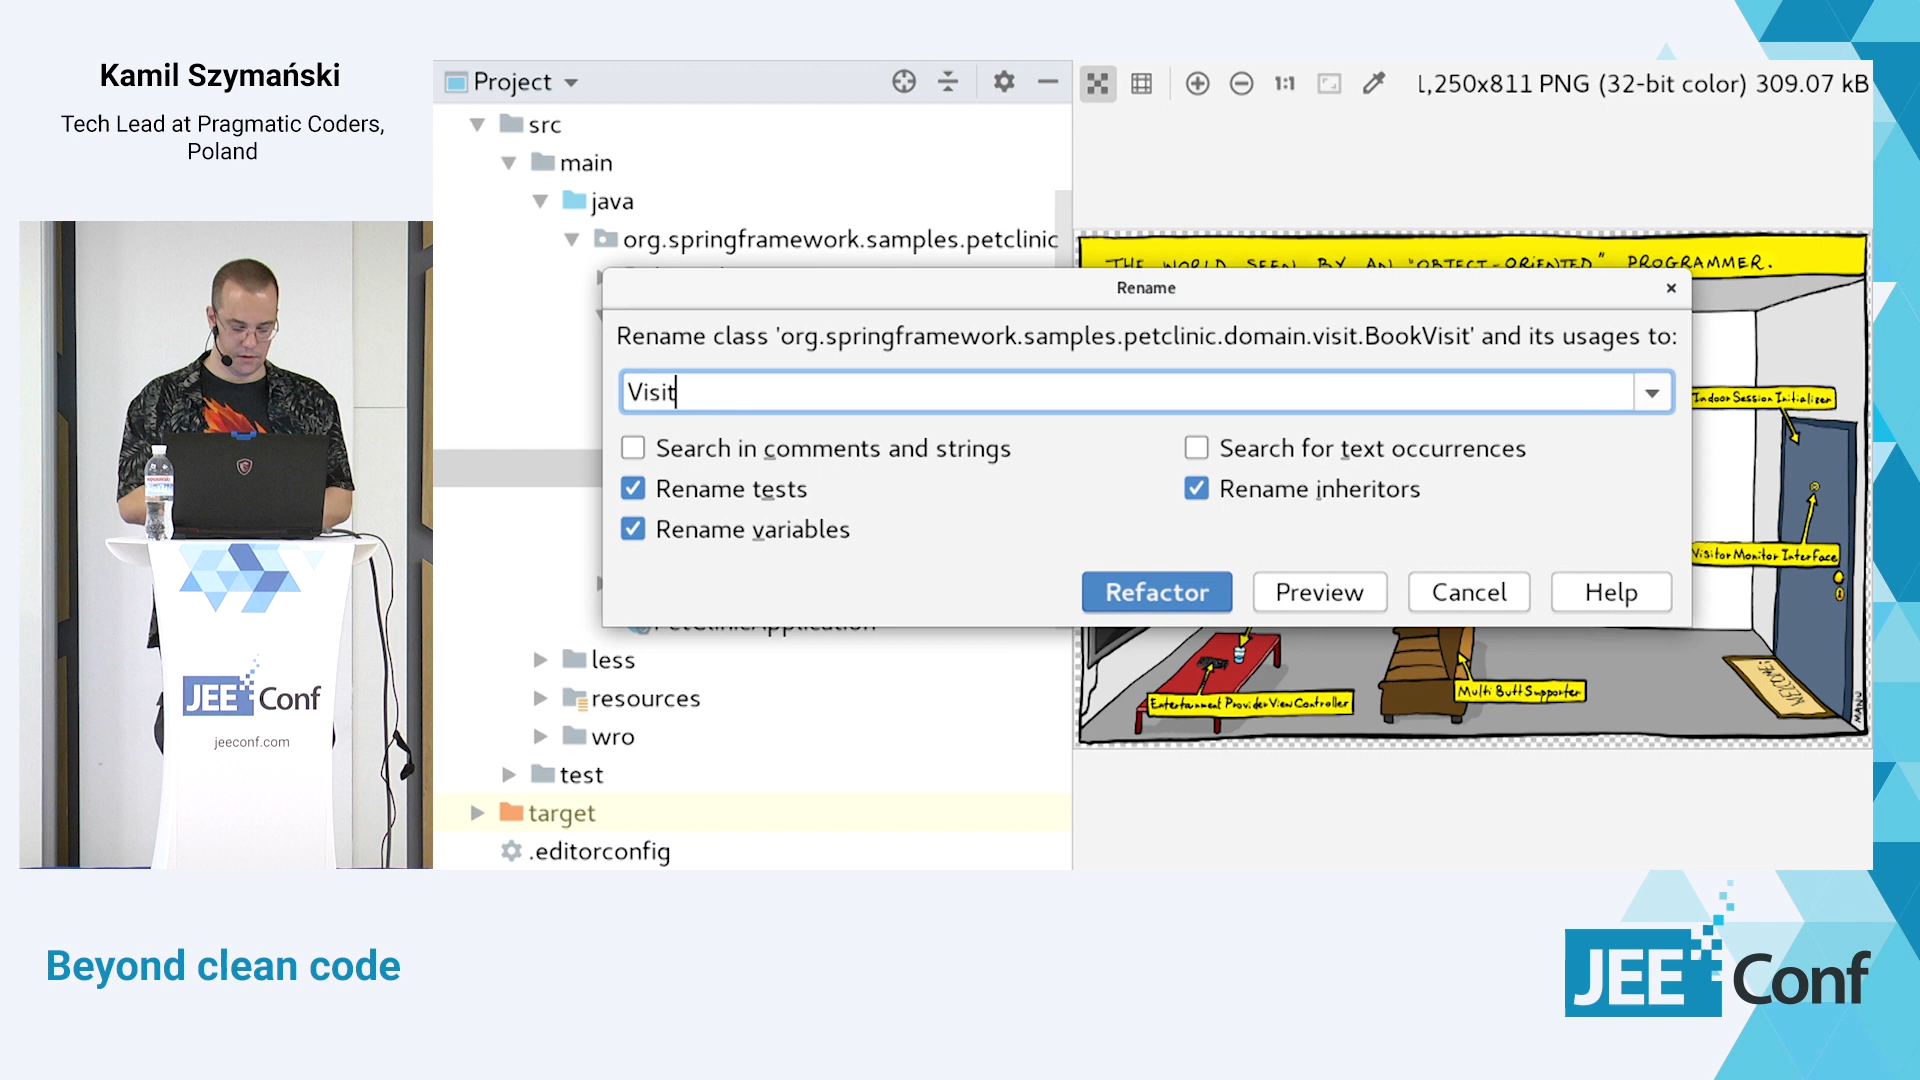 Kamil Szymański
Tech Lead at Pragmatic Coders,
Poland
Project
1:1
1,250x811 PNG (32-bit color) 309.07 kB
src
main
java
org.springframework.samples.petclinic
THE WORLD SEEN BY AN "OBJECT-ORIENTED" PROGRAMMER.
Rename
Rename class 'org.springframework.samples.petclinic.domain.visit.BookVisit' and its usages to:
Visit
Indoor Session Initializer
Search in comments and strings
Search for text occurrences
Rename tests
Rename inheritors
Rename variables
Visitor Monitor Interface
Refactor
Preview
Cancel
Help
PetClinicApplication
less
resources
wro
test
target
.editorconfig
Multi Butt Supporter
Entertainment Provider View Controller
WELCOME
MANU
JEE Conf
jeeconf.com
Beyond clean code
JEE Conf